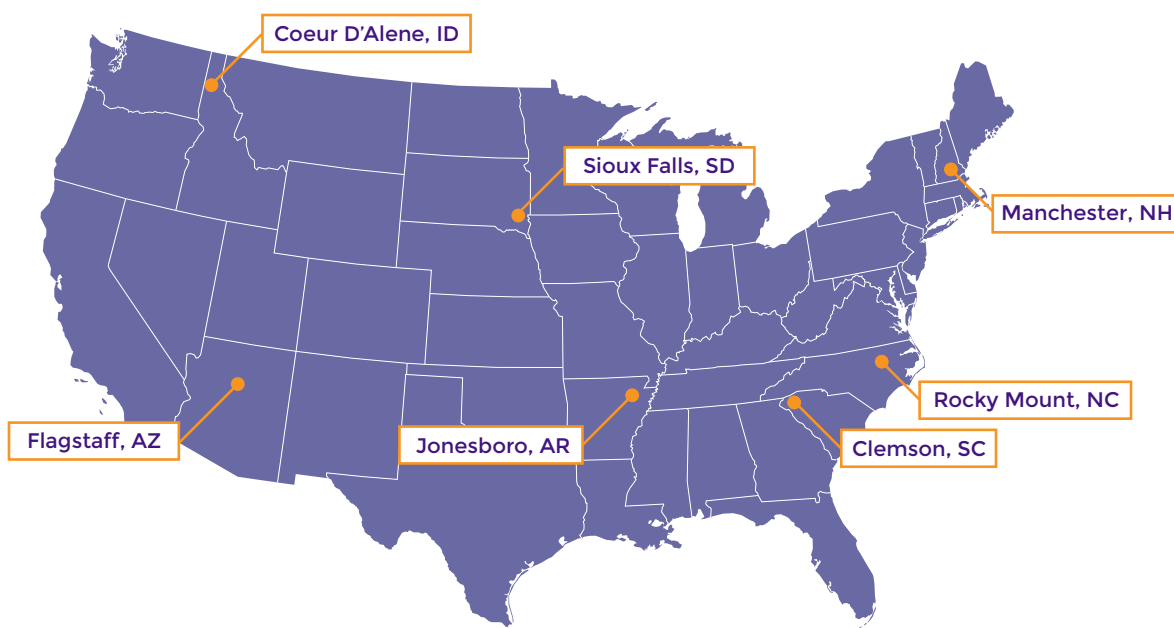 Coeur D’Alene, ID
Sioux Falls, SD
Manchester, NH
Rocky Mount, NC
Flagstaff, AZ
Jonesboro, AR
Clemson, SC